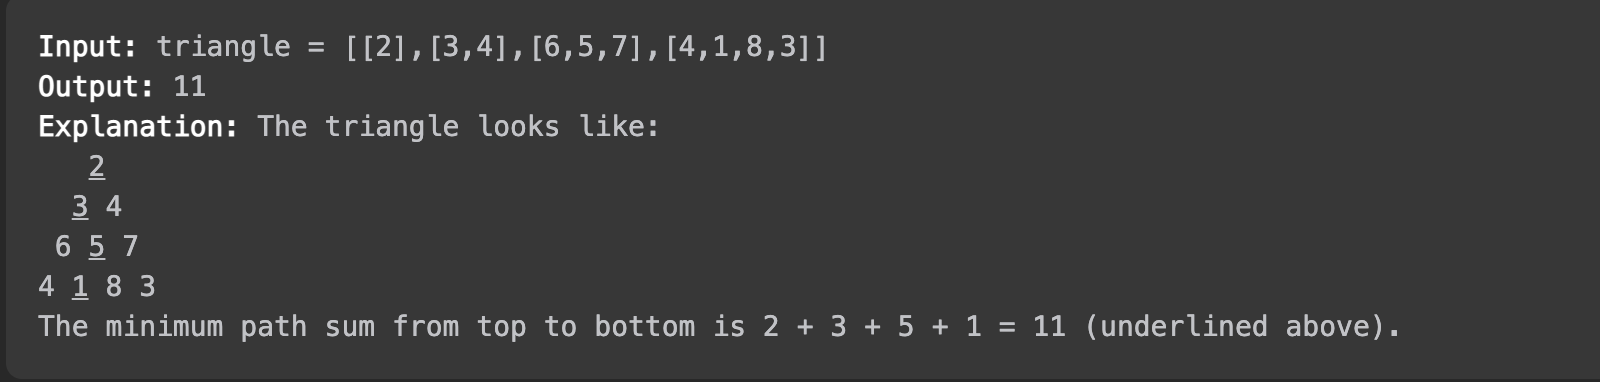 Input: triangle = [[2],[3,4],[6,5,7],[4,1,8,3]]
Output: 11
Explanation: The triangle looks like:
   2
  3 4
 6 5 7
4 1 8 3
The minimum path sum from top to bottom is 2 + 3 + 5 + 1 = 11 (underlined above).